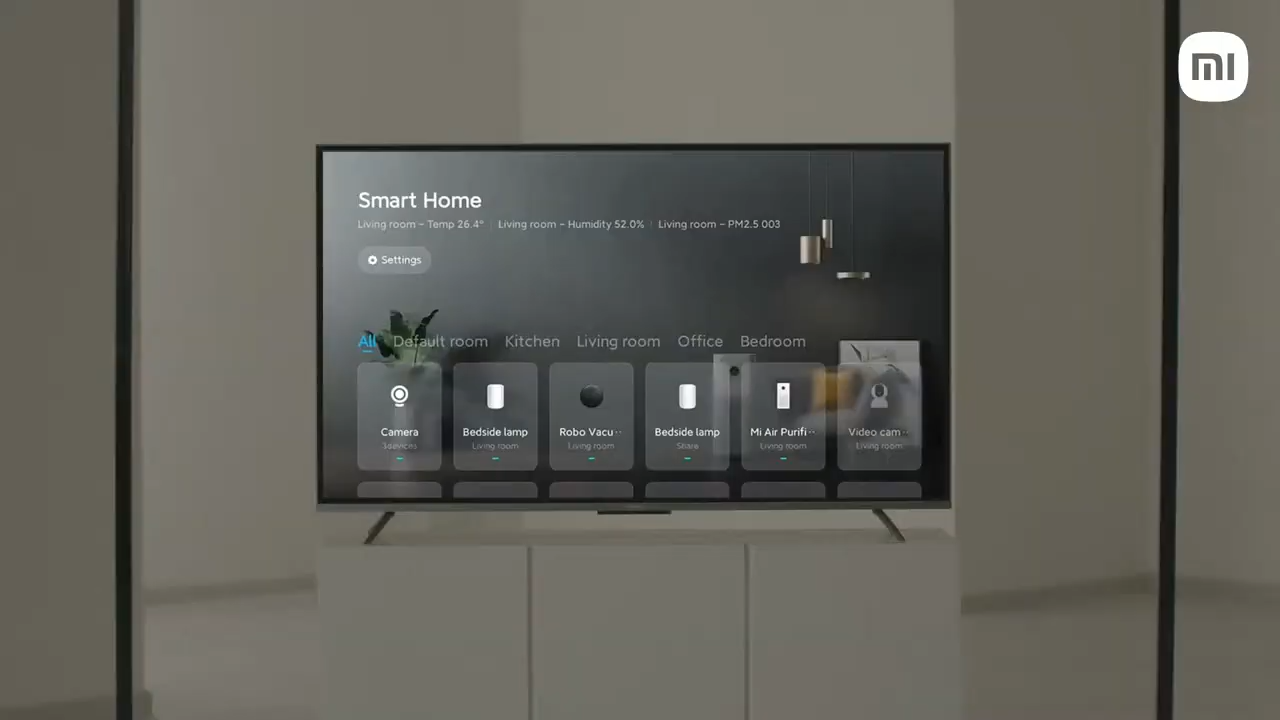 mi
Smart Home
Living room – Temp 26.4° | Living room – Humidity 52.0% | Living room – PM2.5 003
Settings
All Default room Kitchen Living room Office Bedroom
Camera Bedside lamp Robo Vacu·· Bedside lamp Mi Air Purifi·· Video cam··
3devices Living room Living room Share Living room Living room